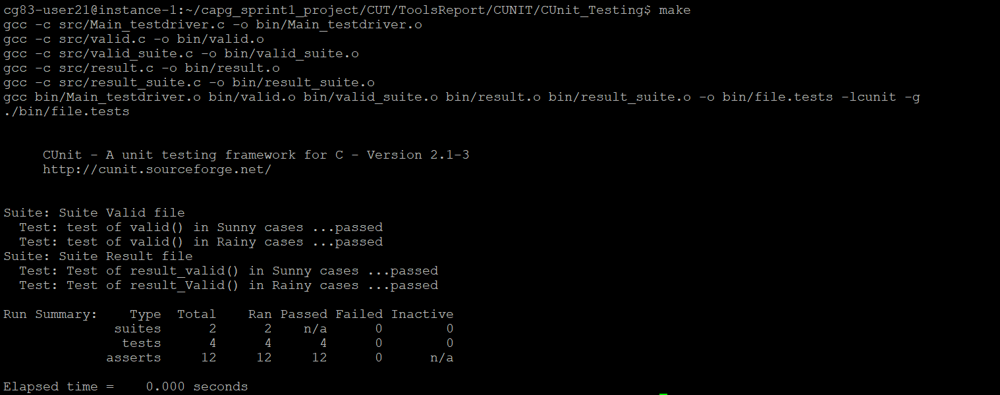 cg83-user21@instance-1:~/capg_sprint1_project/CUT/ToolsReport/CUNIT/CUnit_Testing$ make
gcc -c src/Main_testdriver.c -o bin/Main_testdriver.o
gcc -c src/valid.c -o bin/valid.o
gcc -c src/valid_suite.c -o bin/valid_suite.o
gcc -c src/result.c -o bin/result.o
gcc -c src/result_suite.c -o bin/result_suite.o
gcc bin/Main_testdriver.o bin/valid.o bin/valid_suite.o bin/result.o bin/result_suite.o -o bin/file.tests -lcunit -g
./bin/file.tests
CUnit - A unit testing framework for C - Version 2.1-3
http://cunit.sourceforge.net/
Suite: Suite Valid file
Test: test of valid() in Sunny cases ...passed
Test: test of valid() in Rainy cases ...passed
Suite: Suite Result file
Test: Test of result_valid() in Sunny cases ...passed
Test: Test of result_Valid() in Rainy cases ...passed
Run Summary: Type Total Ran Passed Failed Inactive
suites 2 2 n/a 0 0
tests 4 4 4 0 0
asserts 12 12 12 0 n/a
Elapsed time = 0.000 seconds